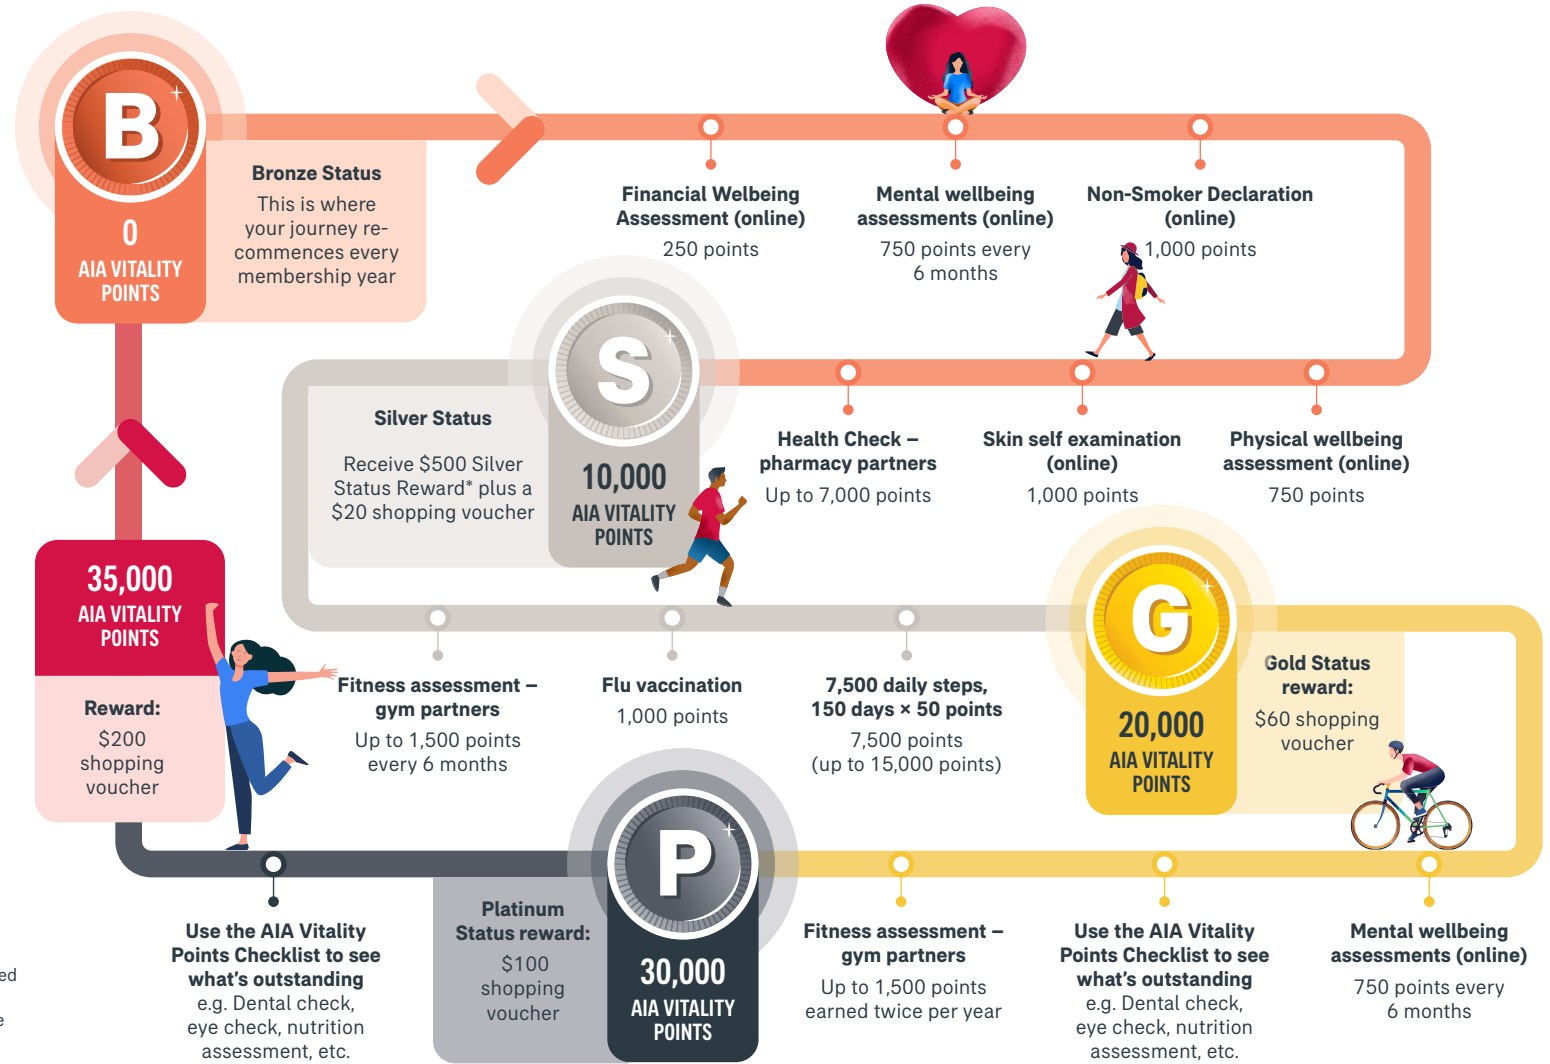 B
0
AIA VITALITY
POINTS
Bronze Status
This is where
your journey re-
commences every
membership year
Financial Welbeing
Assessment (online)
250 points
Mental wellbeing
assessments (online)
750 points every
6 months
Non-Smoker Declaration
(online)
1,000 points
Physical wellbeing
assessment (online)
750 points
Skin self examination
(online)
1,000 points
Health Check –
pharmacy partners
Up to 7,000 points
S
10,000
AIA VITALITY
POINTS
Silver Status
Receive $500 Silver
Status Reward* plus a
$20 shopping voucher
Fitness assessment –
gym partners
Up to 1,500 points
every 6 months
Flu vaccination
1,000 points
7,500 daily steps,
150 days × 50 points
7,500 points
(up to 15,000 points)
G
20,000
AIA VITALITY
POINTS
Gold Status
reward:
$60 shopping
voucher
Mental wellbeing
assessments (online)
750 points every
6 months
Use the AIA Vitality
Points Checklist to see
what's outstanding
e.g. Dental check,
eye check, nutrition
assessment, etc.
Fitness assessment –
gym partners
Up to 1,500 points
earned twice per year
P
30,000
AIA VITALITY
POINTS
Platinum
Status reward:
$100
shopping
voucher
Use the AIA Vitality
Points Checklist to see
what's outstanding
e.g. Dental check,
eye check, nutrition
assessment, etc.
35,000
AIA VITALITY
POINTS
Reward:
$200
shopping
voucher
ed
e